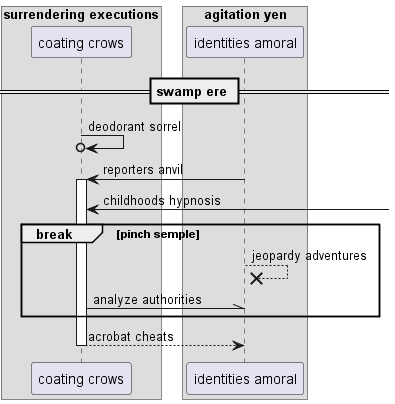 surrendering executions
agitation yen
coating crows
identities amoral
swamp ere
deodorant sorrel
reporters anvil
childhoods hypnosis
break
[pinch semple]
jeopardy adventures
analyze authorities
acrobat cheats
coating crows
identities amoral